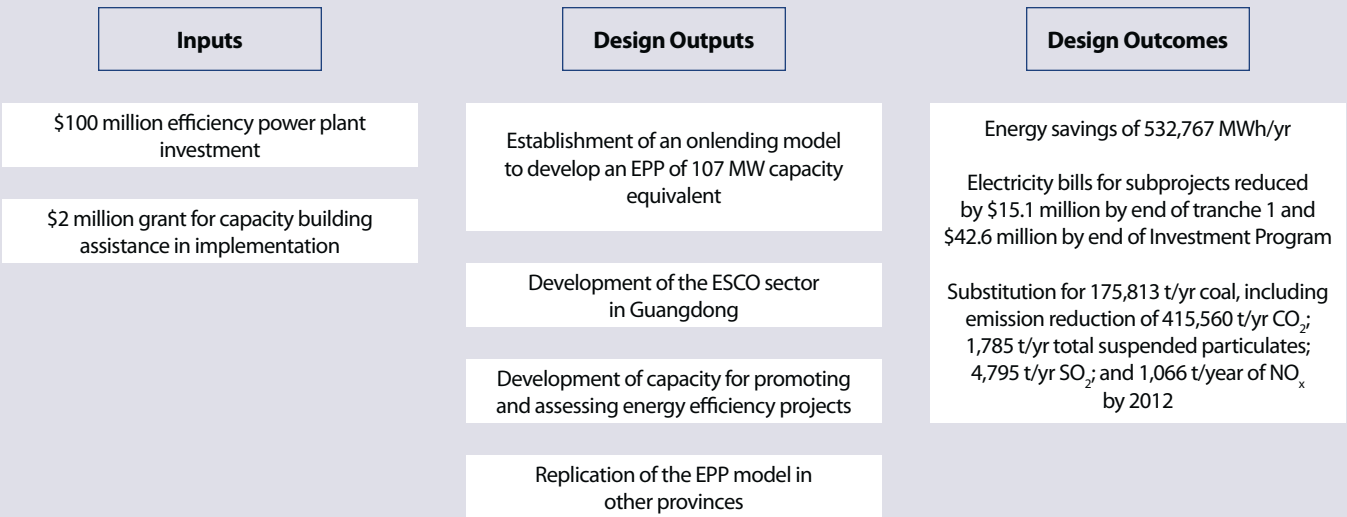 Inputs
$100 million efficiency power plant
investment
$2 million grant for capacity building
assistance in implementation
Design Outputs
Establishment of an onlending model
to develop an EPP of 107 MW capacity
equivalent
Development of the ESCO sector
in Guangdong
Development of capacity for promoting
and assessing energy efficiency projects
Replication of the EPP model in
other provinces
Design Outcomes
Energy savings of 532,767 MWh/yr
Electricity bills for subprojects reduced
by $15.1 million by end of tranche 1 and
$42.6 million by end of Investment Program
Substitution for 175,813 t/yr coal, including
emission reduction of 415,560 t/yr CO₂;
1,785 t/yr total suspended particulates;
4,795 t/yr SO₂; and 1,066 t/year of NOₓ
by 2012